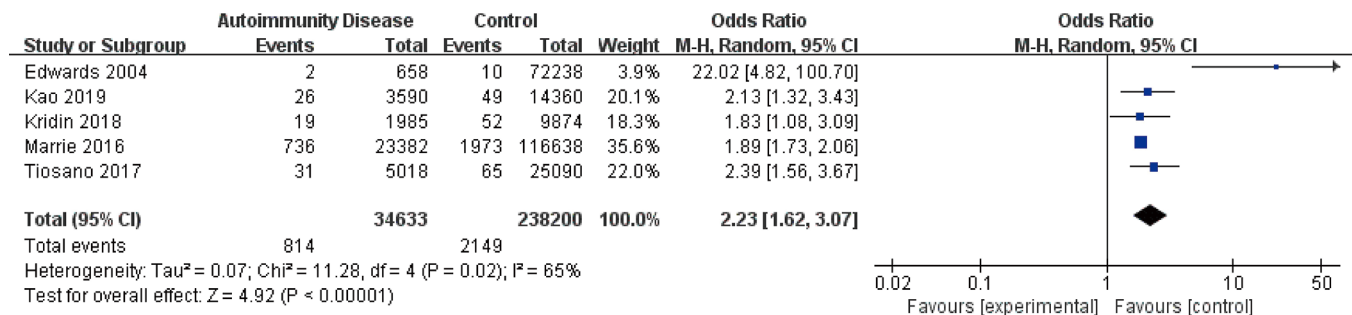 Autoimmunity Disease Control Odds Ratio Odds Ratio
Study or Subgroup Events Total Events Total Weight M-H, Random, 95% CI M-H, Random, 95% CI
Edwards 2004 2 658 10 72238 3.9% 22.02 [4.82, 100.70]
Kao 2019 26 3590 49 14360 20.1% 2.13 [1.32, 3.43]
Kridin 2018 19 1985 52 9874 18.3% 1.83 [1.08, 3.09]
Marrie 2016 736 23382 1973 116638 35.6% 1.89 [1.73, 2.06]
Tiosano 2017 31 5018 65 25090 22.0% 2.39 [1.56, 3.67]
Total (95% CI) 34633 238200 100.0% 2.23 [1.62, 3.07]
Total events 814 2149
Heterogeneity: Tau² = 0.07; Chi² = 11.28, df = 4 (P = 0.02); I² = 65%
Test for overall effect: Z = 4.92 (P < 0.00001)
0.02 0.1 1 10 50
Favours [experimental] Favours [control]